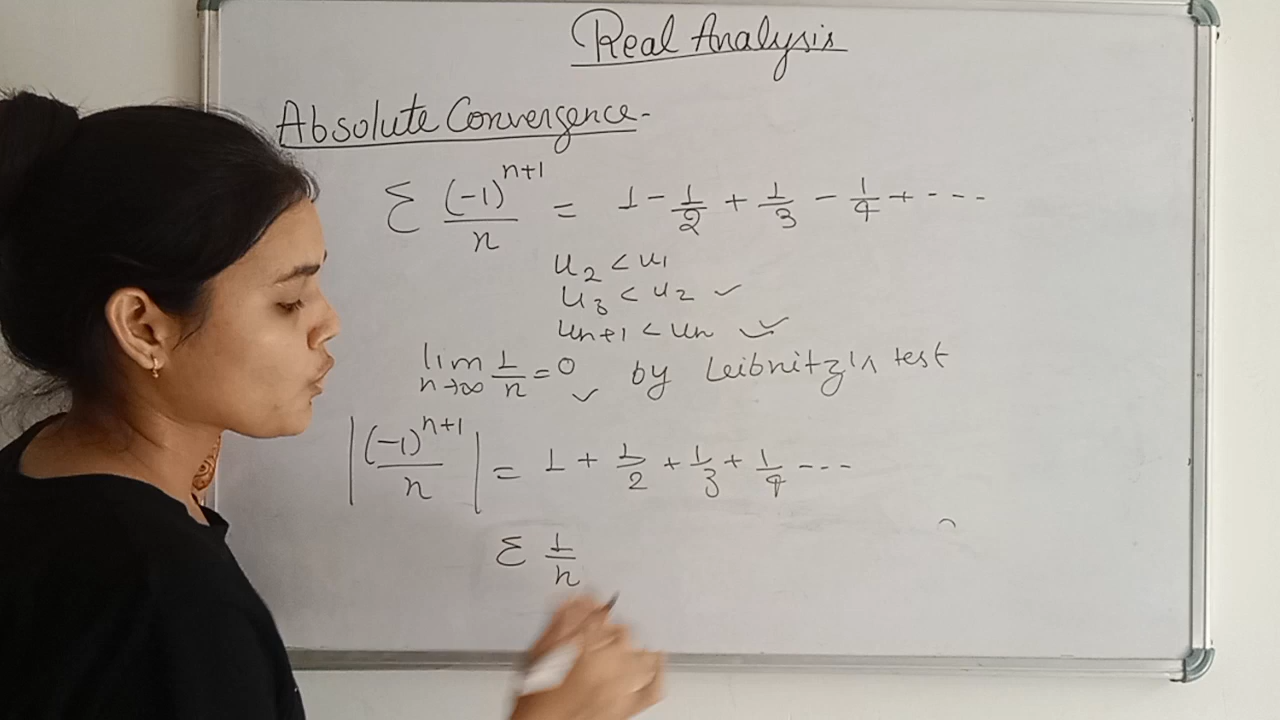 Real Analysis
Absolute Convergence-
Σ (-1)^(n+1)/n = 1 - 1/2 + 1/3 - 1/4 + ---
u₂ < u₁
u₃ < u₂ ✓
uₙ₊₁ < uₙ ✓✓
lim n→∞ 1/n = 0 ✓ by Leibnitz's test
|(-1)^(n+1)/n| = 1 + 1/2 + 1/3 + 1/4 ---
Σ 1/n